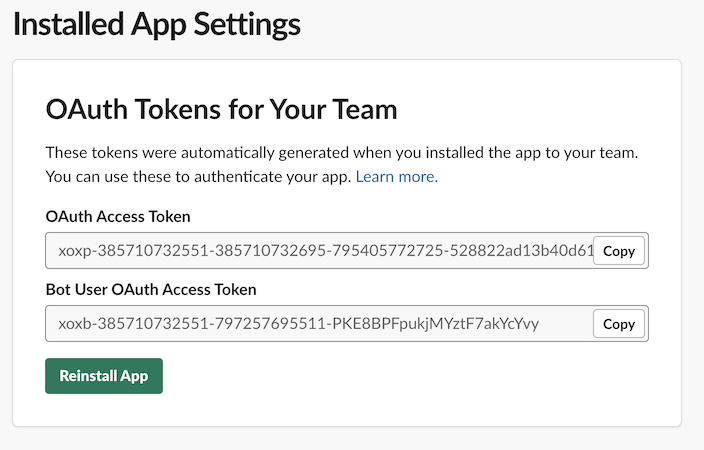 Installed App Settings
OAuth Tokens for Your Team
These tokens were automatically generated when you installed the app to your team.
You can use these to authenticate your app. Learn more.
OAuth Access Token
xoxp-385710732551-385710732695-795405772725-528822ad13b40d61 Copy
Bot User OAuth Access Token
xoxb-385710732551-797257695511-PKE8BPFpukjMYztF7akYcYvy Copy
Reinstall App